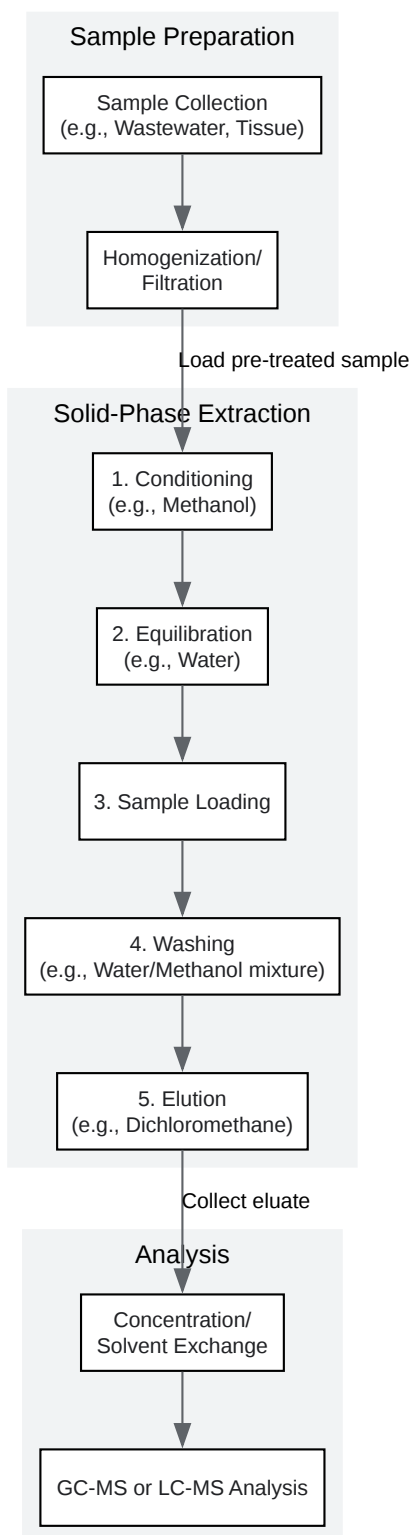 Sample Preparation
Sample Collection
(e.g., Wastewater, Tissue)
Homogenization/
Filtration
Load pre-treated sample
Solid-Phase Extraction
1. Conditioning
(e.g., Methanol)
2. Equilibration
(e.g., Water)
3. Sample Loading
4. Washing
(e.g., Water/Methanol mixture)
5. Elution
(e.g., Dichloromethane)
Collect eluate
Analysis
Concentration/
Solvent Exchange
GC-MS or LC-MS Analysis